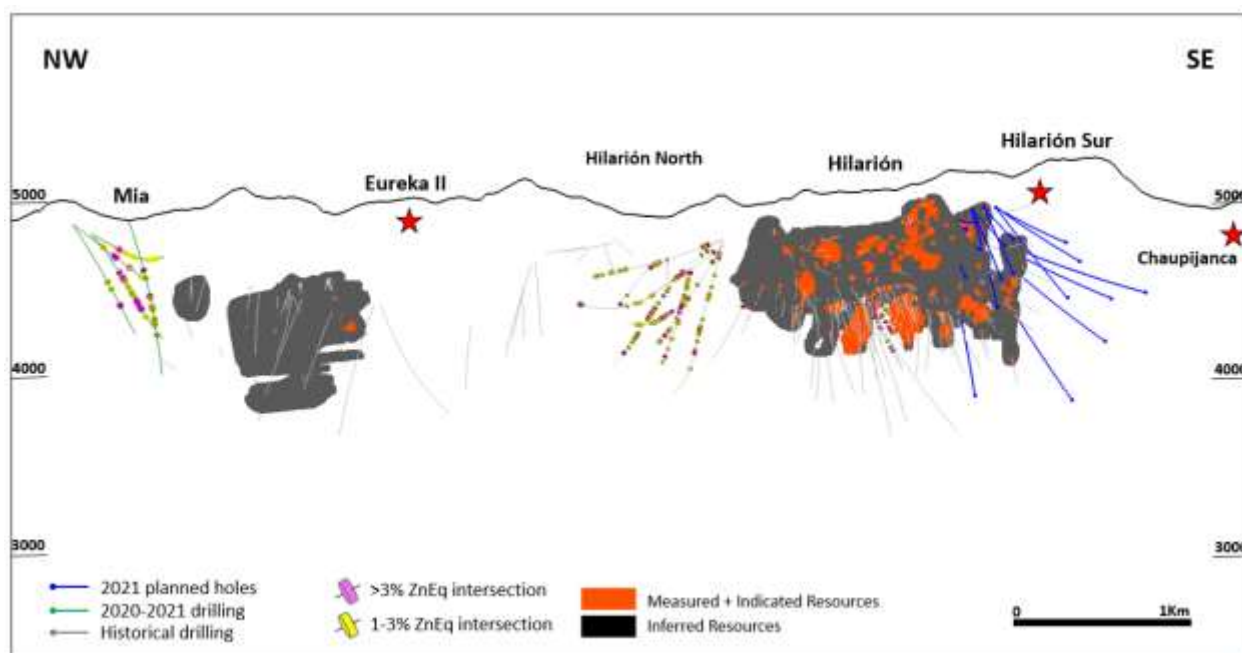 NW
SE
Hilarión Sur
Hilarión North
Hilarión
Mia
Eureka II
5000
5000
Chaupijanca
4000
4000
3000
3000
2021 planned holes
2020-2021 drilling
Historical drilling
>3% ZnEq intersection
1-3% ZnEq intersection
Measured + Indicated Resources
Inferred Resources
0 1Km